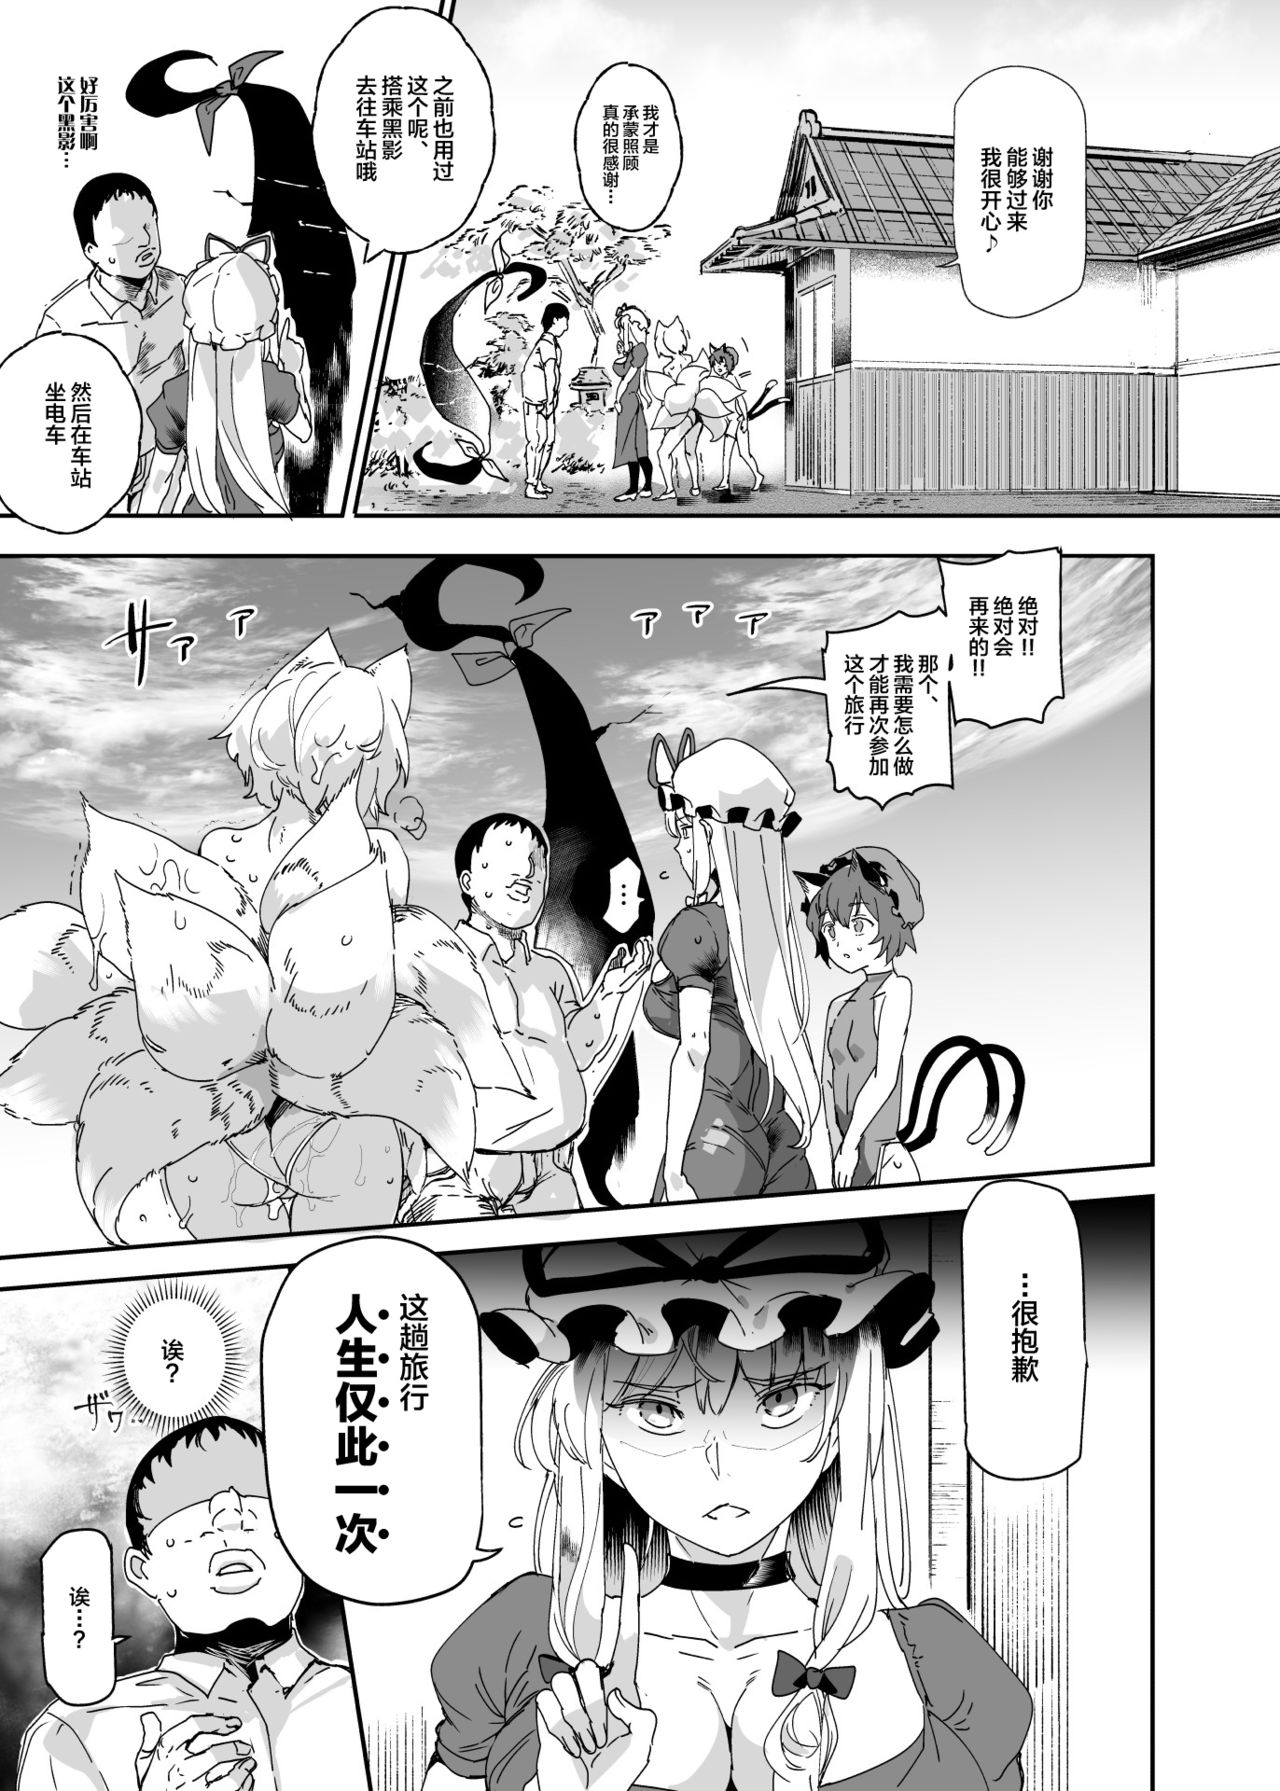 谢谢你
能够过来
我很开心♪
我才是
承蒙照顾
真的很感谢…
之前也用过
这个呢、
搭乘黑影
去往车站哦
好厉害啊
这个黑影…
然后在车站
坐电车
绝对!!
绝对会
再来的!!
那个、
我需要怎么做
才能再次参加
这个旅行
ァ ァ ァ
…
サァァ ァ
…很抱歉
这趟旅行
人生仅此一次
诶?
ザワ…
诶…?